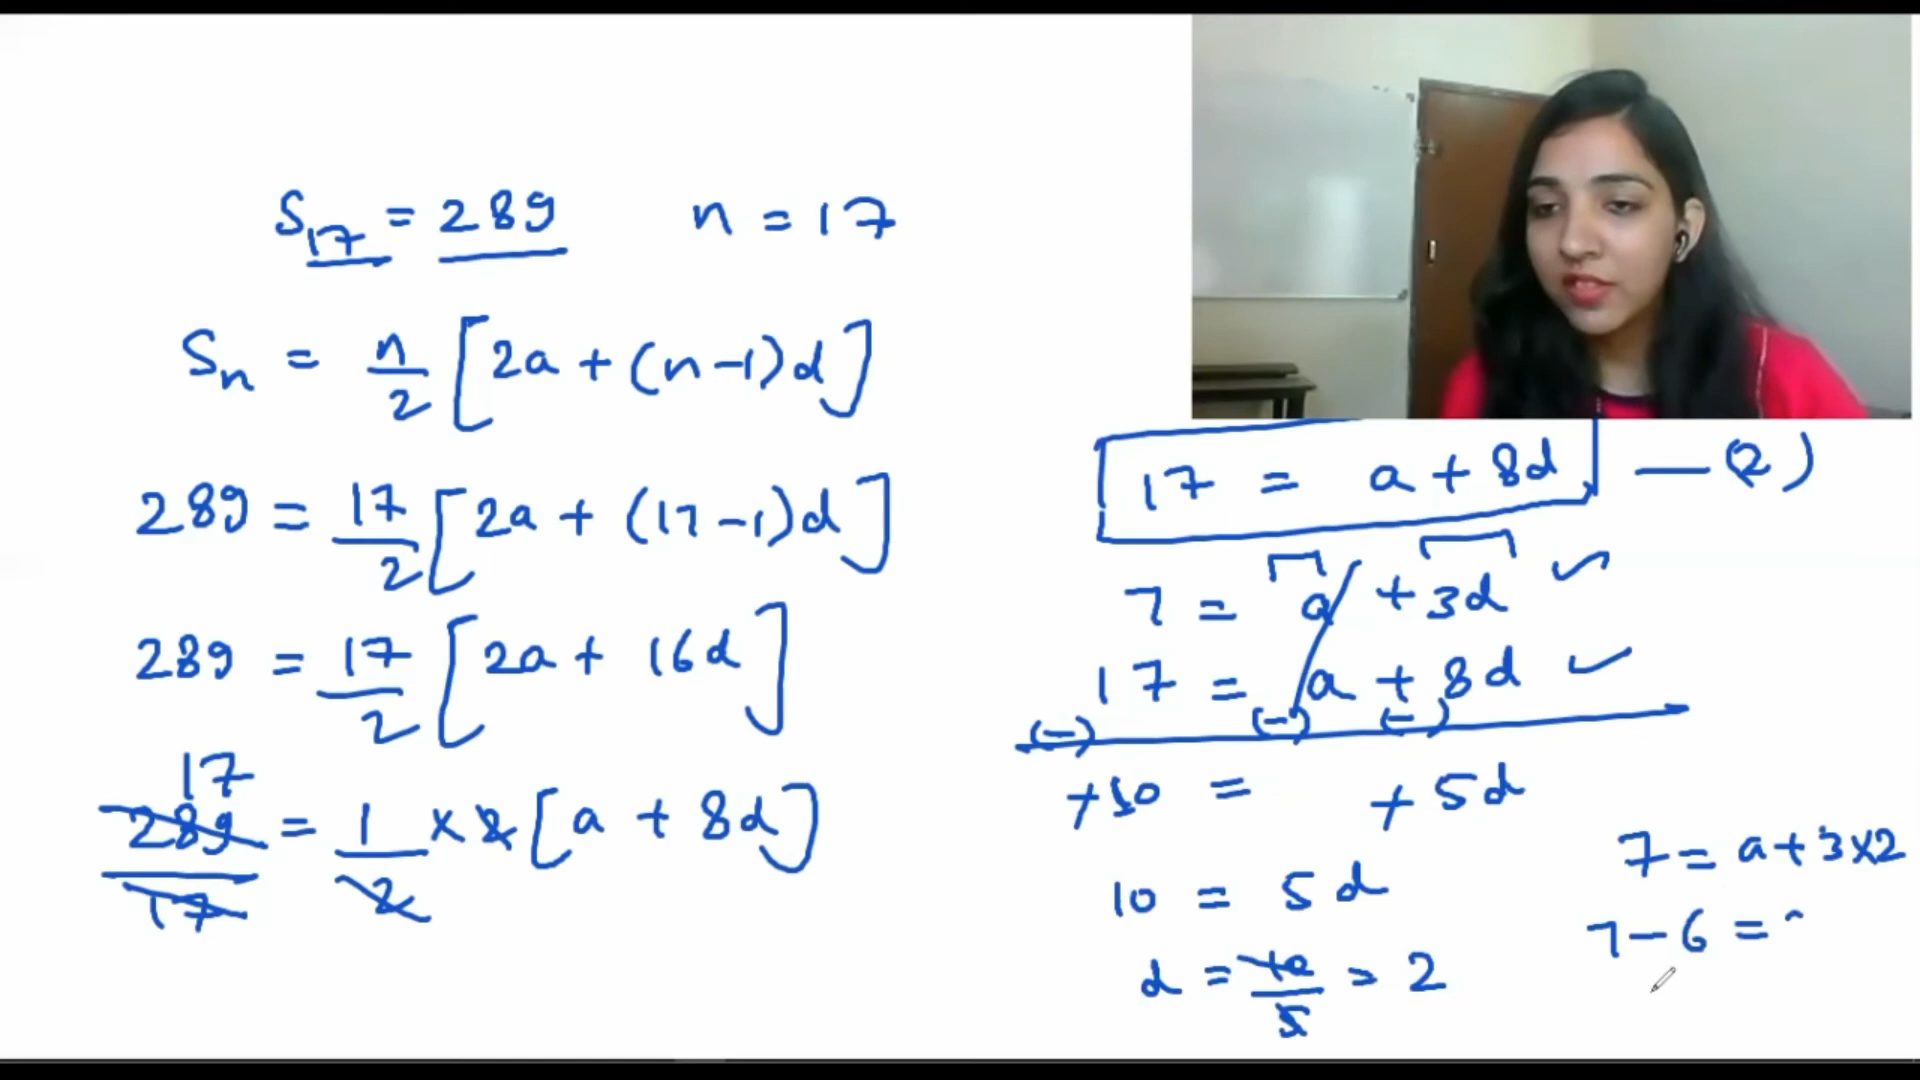 S₁₇ = 289 n = 17
Sₙ = n/2 [2a + (n-1)d]
289 = 17/2 [2a + (17-1)d]
289 = 17/2 [2a + 16d]
17
289/17 = 1/2 × 2 [a + 8d]
17 = a + 8d — (2)
7 = a + 3d ✓
17 = a + 8d ✓
(-) (-) (-)
+10 = + 5d
10 = 5d
d = 10/5 = 2
7 = a + 3×2
7 - 6 =